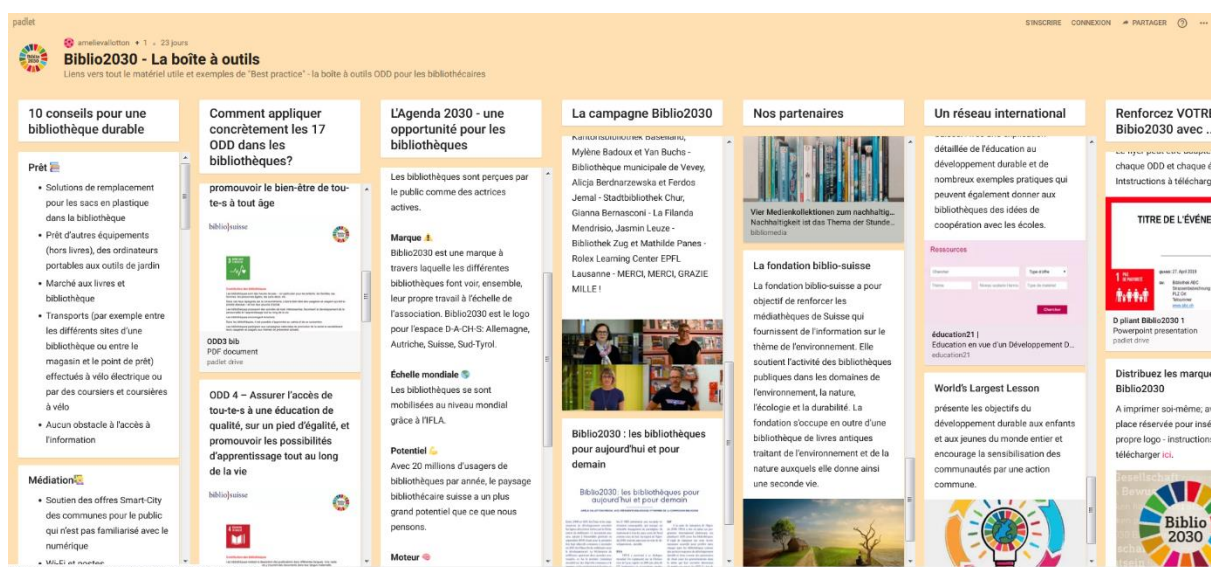 padlet
S'INSCRIRE CONNEXION PARTAGER
amelievallotton + 1 • 23 jours
Biblio2030 - La boîte à outils
Liens vers tout le matériel utile et exemples de "Best practice" - la boîte à outils ODD pour les bibliothécaires
10 conseils pour une
bibliothèque durable
Prêt
• Solutions de remplacement
pour les sacs en plastique
dans la bibliothèque
• Prêt d'autres équipements
(hors livres), des ordinateurs
portables aux outils de jardin
• Marché aux livres et
bibliothèque
• Transports (par exemple entre
les différents sites d'une
bibliothèque ou entre le
magasin et le point de prêt)
effectués à vélo électrique ou
par des coursiers et coursières
à vélo
• Aucun obstacle à l'accès à
l'information
Médiation
• Soutien des offres Smart-City
des communes pour le public
qui n'est pas familiarisé avec le
numérique
• Wi-Fi et postes
Comment appliquer
concrètement les 17
ODD dans les
bibliothèques?
promouvoir le bien-être de tou-
te-s à tout âge
biblio|suisse
ODD3 bib
PDF document
padlet drive
ODD 4 – Assurer l'accès de
tou-te-s à une éducation de
qualité, sur un pied d'égalité, et
promouvoir les possibilités
d'apprentissage tout au long
de la vie
biblio|suisse
L'Agenda 2030 - une
opportunité pour les
bibliothèques
Les bibliothèques sont perçues par
le public comme des actrices
actives.
Marque
Biblio2030 est une marque à
travers laquelle les différentes
bibliothèques font voir, ensemble,
leur propre travail à l'échelle de
l'association. Biblio2030 est le logo
pour l'espace D-A-CH-S: Allemagne,
Autriche, Suisse, Sud-Tyrol.
Échelle mondiale
Les bibliothèques se sont
mobilisées au niveau mondial
grâce à l'IFLA.
Potentiel
Avec 20 millions d'usagers de
bibliothèques par année, le paysage
bibliothécaire suisse a un plus
grand potentiel que ce que nous
pensons.
Moteur
La campagne Biblio2030
Kantonsbibliothek Baselland,
Mylène Badoux et Yan Buchs -
Bibliothèque municipale de Vevey,
Alicja Berdnarzewska et Ferdos
Jemal - Stadtbibliothek Chur,
Gianna Bernasconi - La Filanda
Mendrisio, Jasmin Leuze -
Bibliothek Zug et Mathilde Panes -
Rolex Learning Center EPFL
Lausanne - MERCI, MERCI, GRAZIE
MILLE !
Biblio2030 : les bibliothèques
pour aujourd'hui et pour
demain
Biblio2030: les bibliothèques pour
aujourd'hui et pour demain
Nos partenaires
Vier Medienkollektionen zum nachhaltig...
Nachhaltigkeit ist das Thema der Stunde...
bibliomedia
La fondation biblio-suisse
La fondation biblio-suisse a pour
objectif de renforcer les
médiathèques de Suisse qui
fournissent de l'information sur le
thème de l'environnement. Elle
soutient l'activité des bibliothèques
publiques dans les domaines de
l'environnement, la nature,
l'écologie et la durabilité. La
fondation s'occupe en outre d'une
bibliothèque de livres antiques
traitant de l'environnement et de la
nature auxquels elle donne ainsi
une seconde vie.
Un réseau international
détaillée de l'éducation au
développement durable et de
nombreux exemples pratiques qui
peuvent également donner aux
bibliothèques des idées de
coopération avec les écoles.
Ressources
Chercher
Type d'offre
Thème
Type de matériel
Chercher
éducation21 |
Education en vue d'un Développement D...
education21
World's Largest Lesson
présente les objectifs du
développement durable aux enfants
et aux jeunes du monde entier et
encourage la sensibilisation des
communautés par une action
commune.
Renforcez VOTRE
Bibio2030 avec ..
chaque ODD et chaque é
Intstructions à télécharg
TITRE DE L'ÉVÉNE
D pliant Biblio2030 1
Powerpoint presentation
padlet drive
Distribuez les marque
Biblio2030
A imprimer soi-même; av
place réservée pour insé
propre logo - instructions
télécharger ici.
Biblio
2030